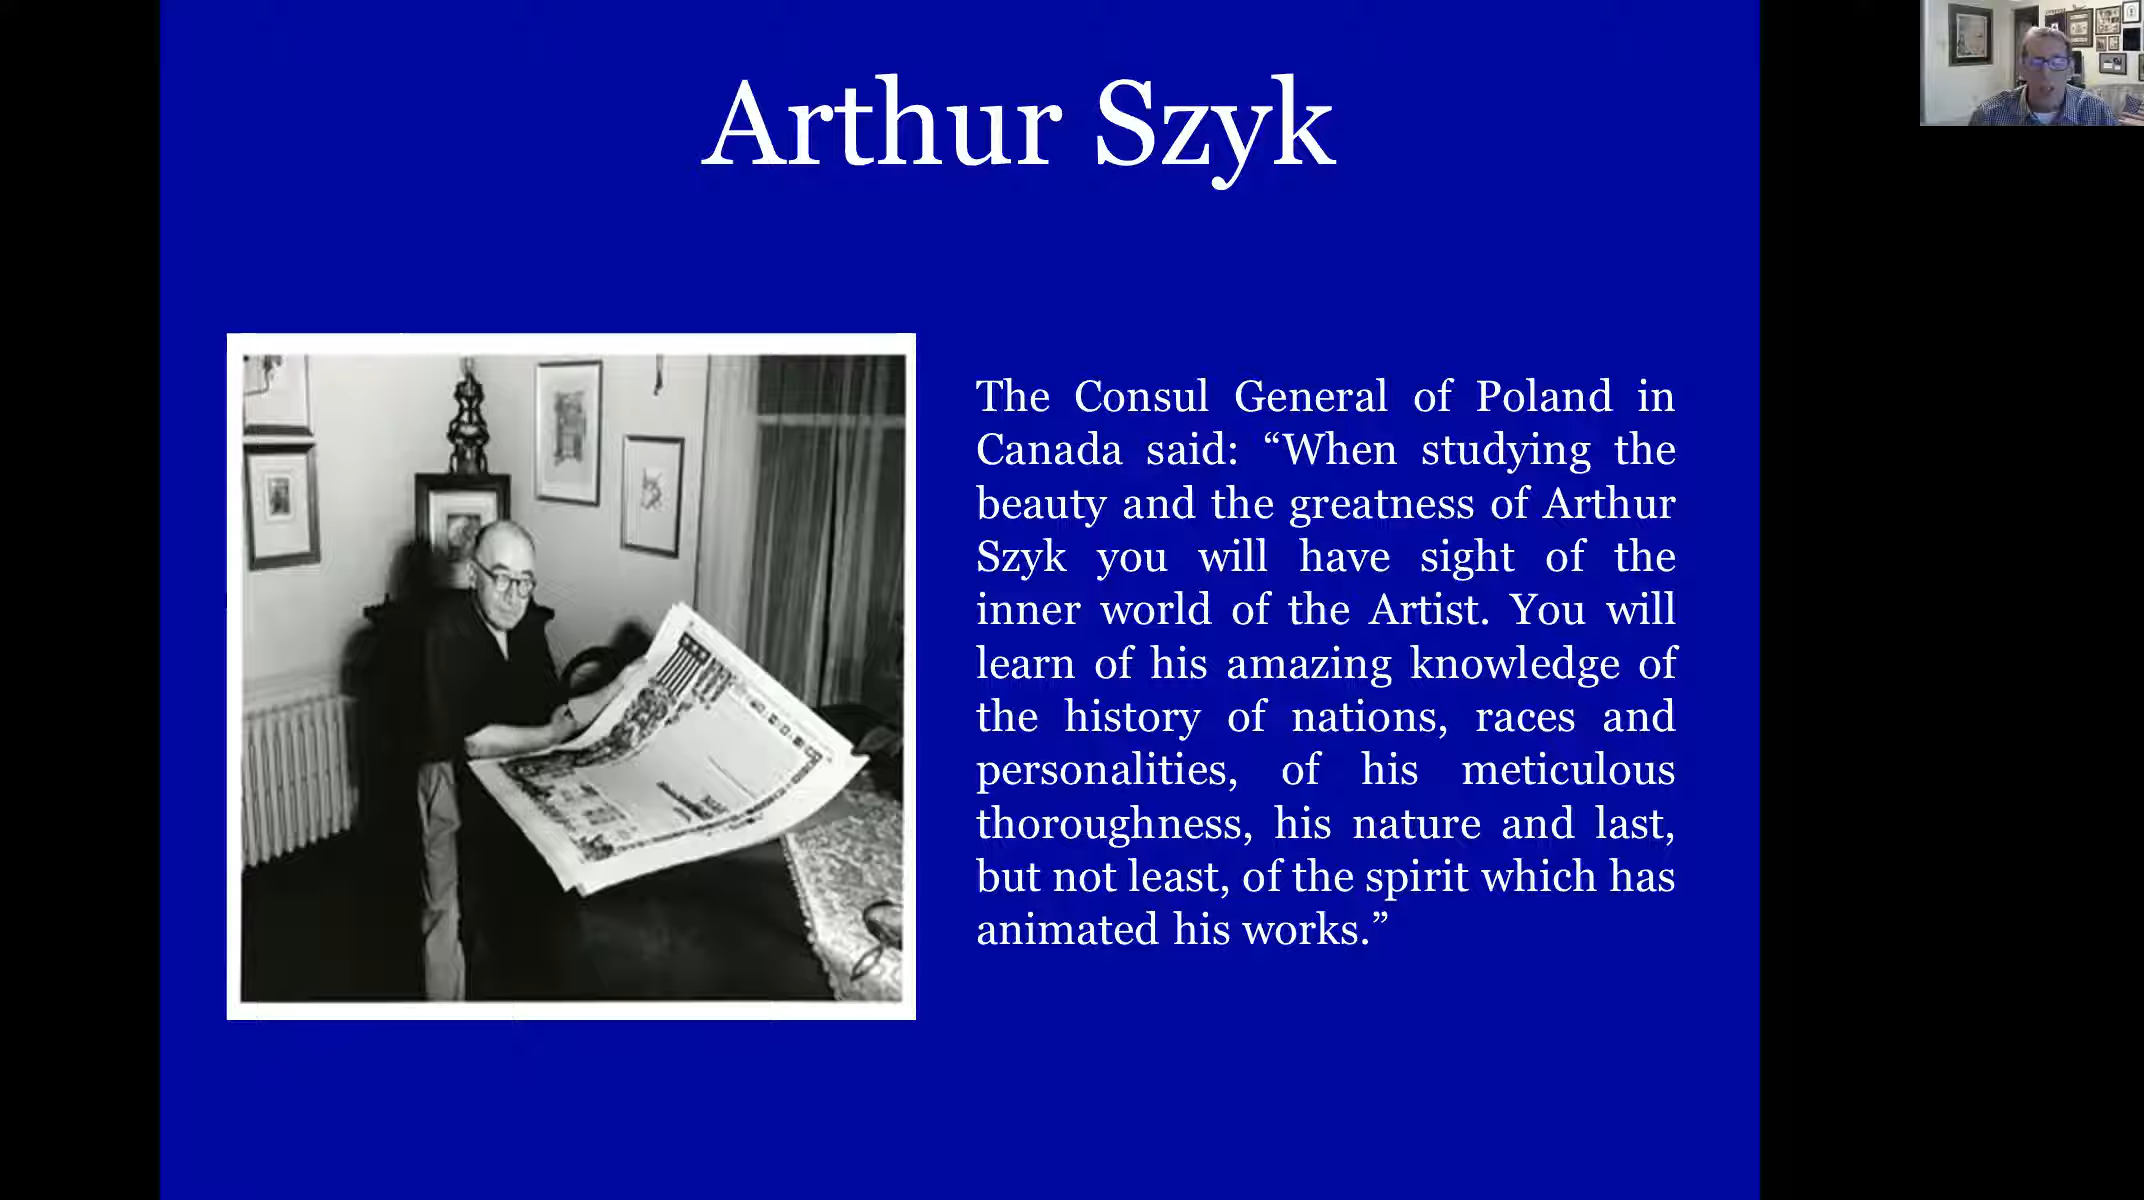 Arthur Szyk
The Consul General of Poland in
Canada said: “When studying the
beauty and the greatness of Arthur
Szyk you will have sight of the
inner world of the Artist. You will
learn of his amazing knowledge of
the history of nations, races and
personalities, of his meticulous
thoroughness, his nature and last,
but not least, of the spirit which has
animated his works.”